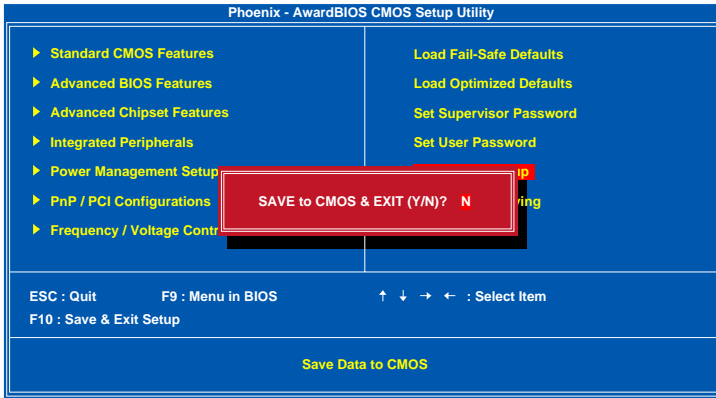 Phoenix - AwardBIOS CMOS Setup Utility
Standard CMOS Features
Advanced BIOS Features
Advanced Chipset Features
Integrated Peripherals
Power Management Setup
PnP / PCI Configurations
Frequency / Voltage Contr
Load Fail-Safe Defaults
Load Optimized Defaults
Set Supervisor Password
Set User Password
up
ving
SAVE to CMOS & EXIT (Y/N)? N
ESC : Quit F9 : Menu in BIOS ↑ ↓ → ← : Select Item
F10 : Save & Exit Setup
Save Data to CMOS